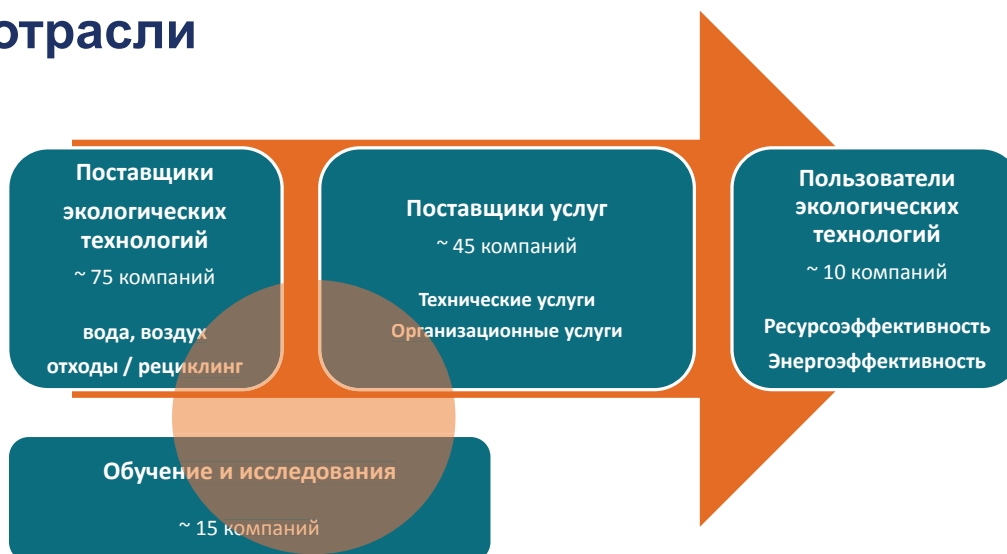 отрасли
Поставщики
экологических
технологий
~ 75 компаний
вода, воздух
отходы / рециклинг
Поставщики услуг
~ 45 компаний
Технические услуги
Организационные услуги
Пользователи
экологических
технологий
~ 10 компаний
Ресурсоэффективность
Энергоэффективность
Обучение и исследования
~ 15 компаний